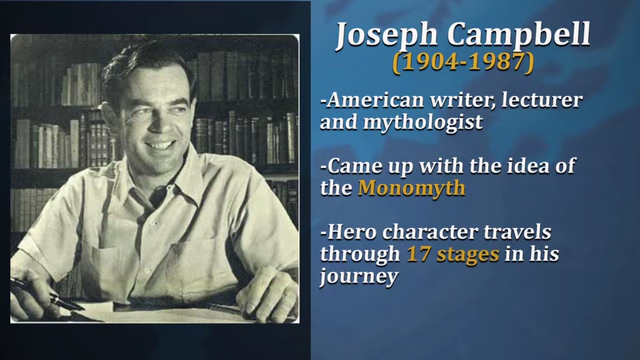 Joseph Campbell
(1904-1987)
-American writer, lecturer
and mythologist
-Came up with the idea of
the Monomyth
-Hero character travels
through 17 stages in his
journey